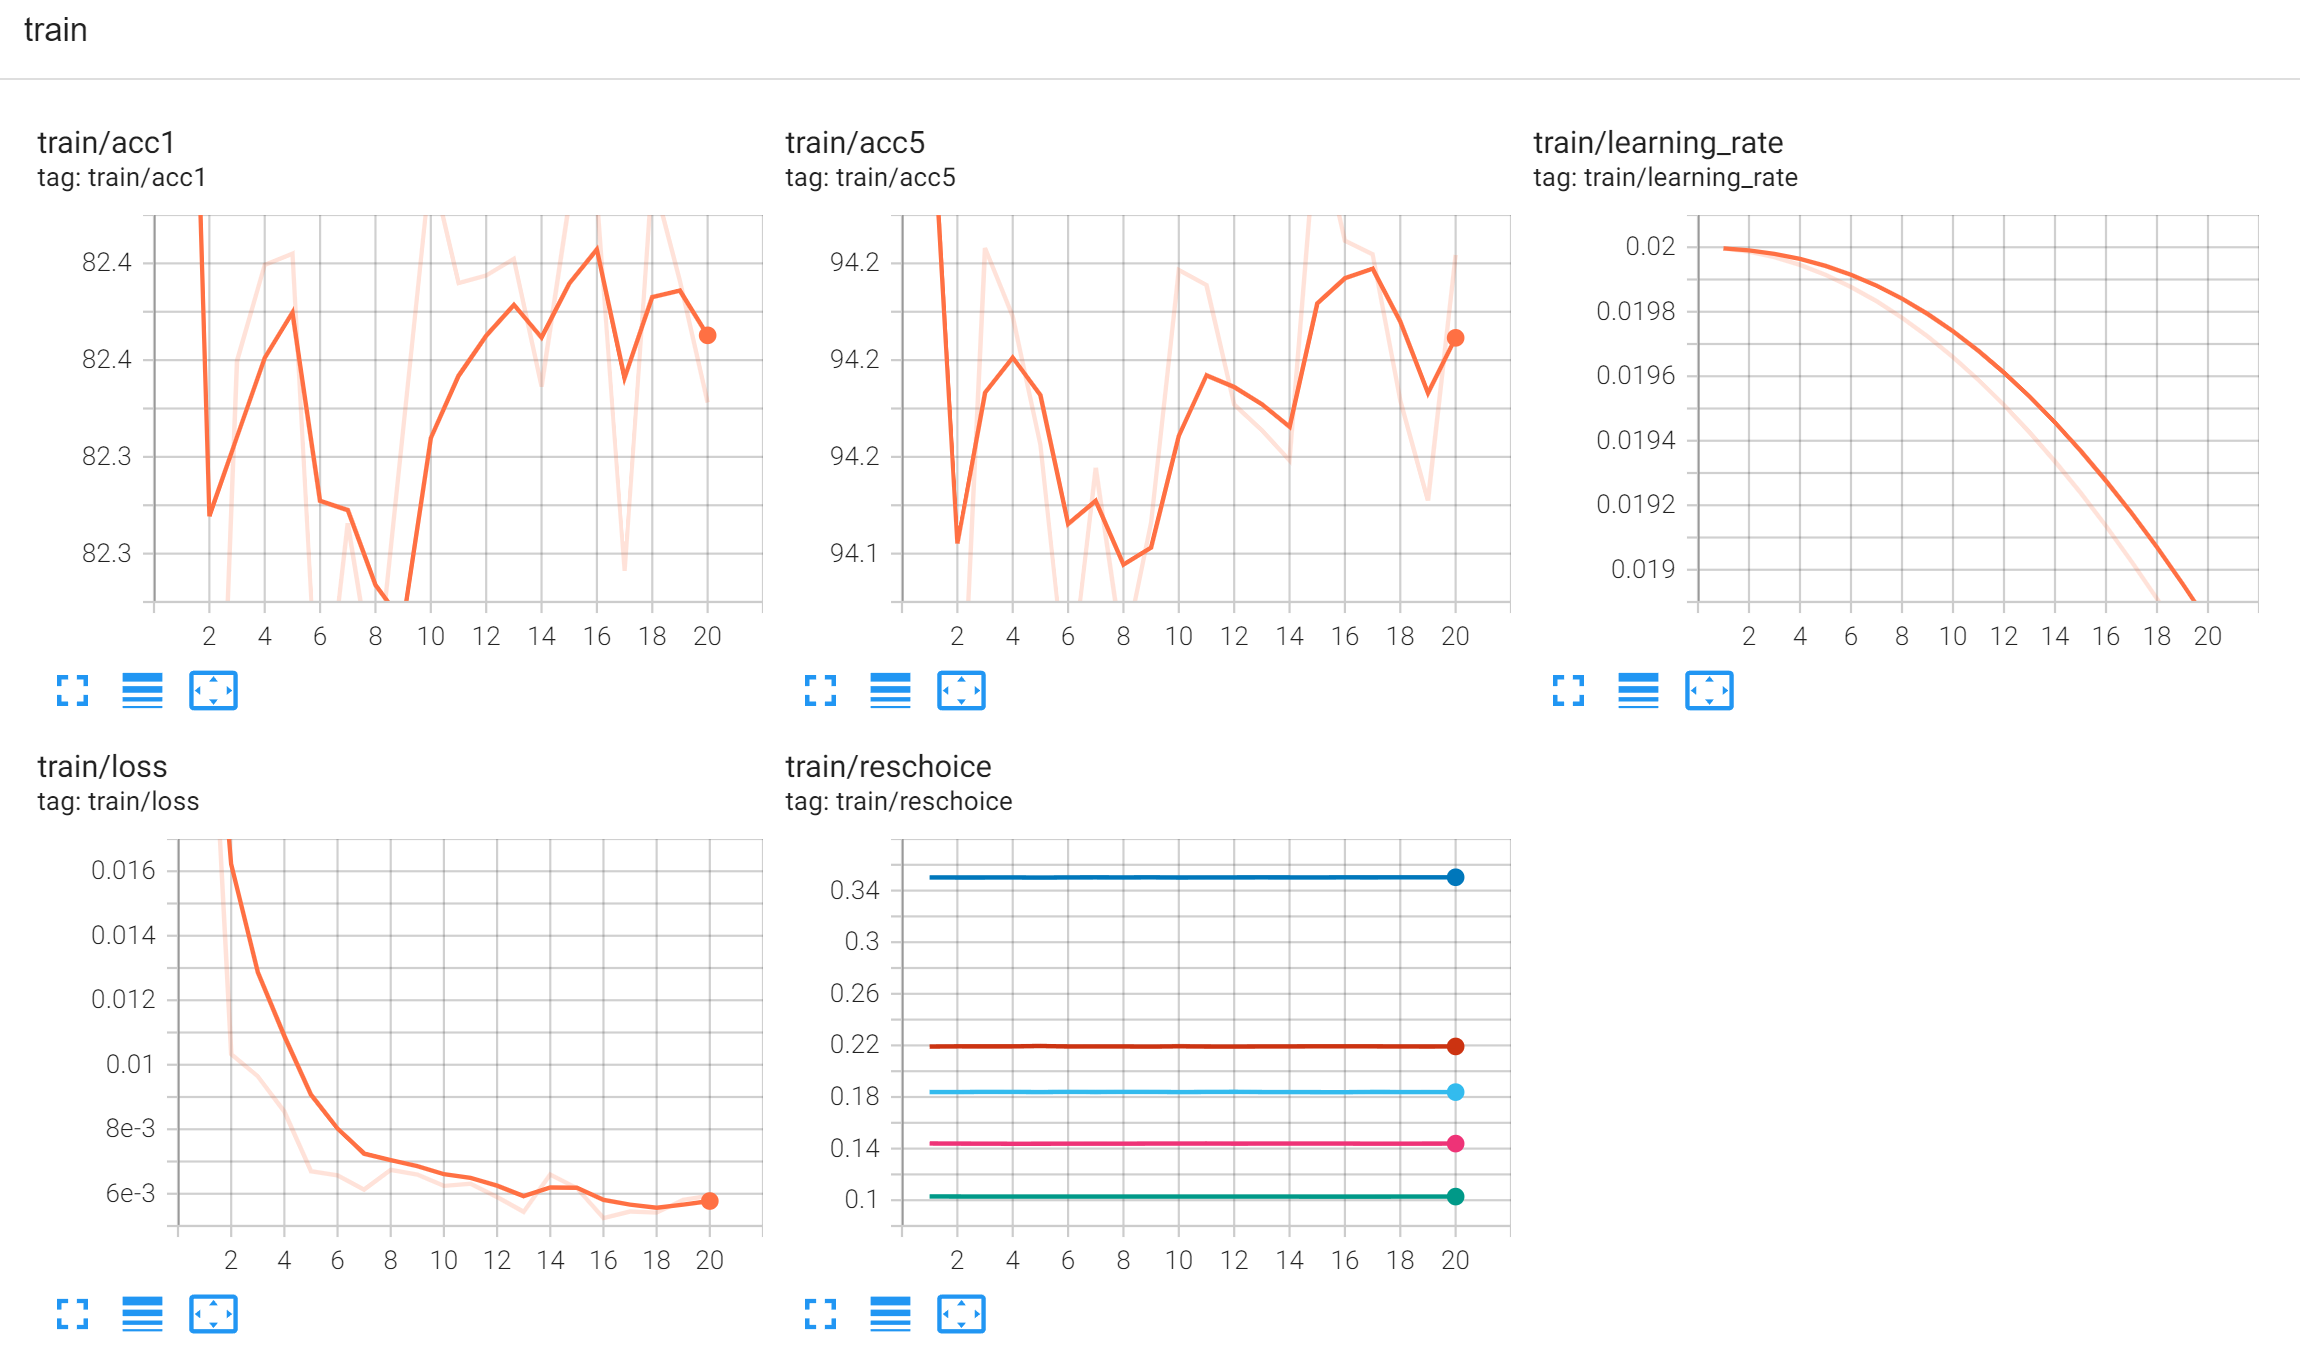 train
train/acc1
tag: train/acc1
82.4
82.4
82.3
82.3
2 4 6 8 10 12 14 16 18 20
train/acc5
tag: train/acc5
94.2
94.2
94.2
94.1
2 4 6 8 10 12 14 16 18 20
train/learning_rate
tag: train/learning_rate
0.02
0.0198
0.0196
0.0194
0.0192
0.019
2 4 6 8 10 12 14 16 18 20
train/loss
tag: train/loss
0.016
0.014
0.012
0.01
8e-3
6e-3
2 4 6 8 10 12 14 16 18 20
train/reschoice
tag: train/reschoice
0.34
0.3
0.26
0.22
0.18
0.14
0.1
2 4 6 8 10 12 14 16 18 20